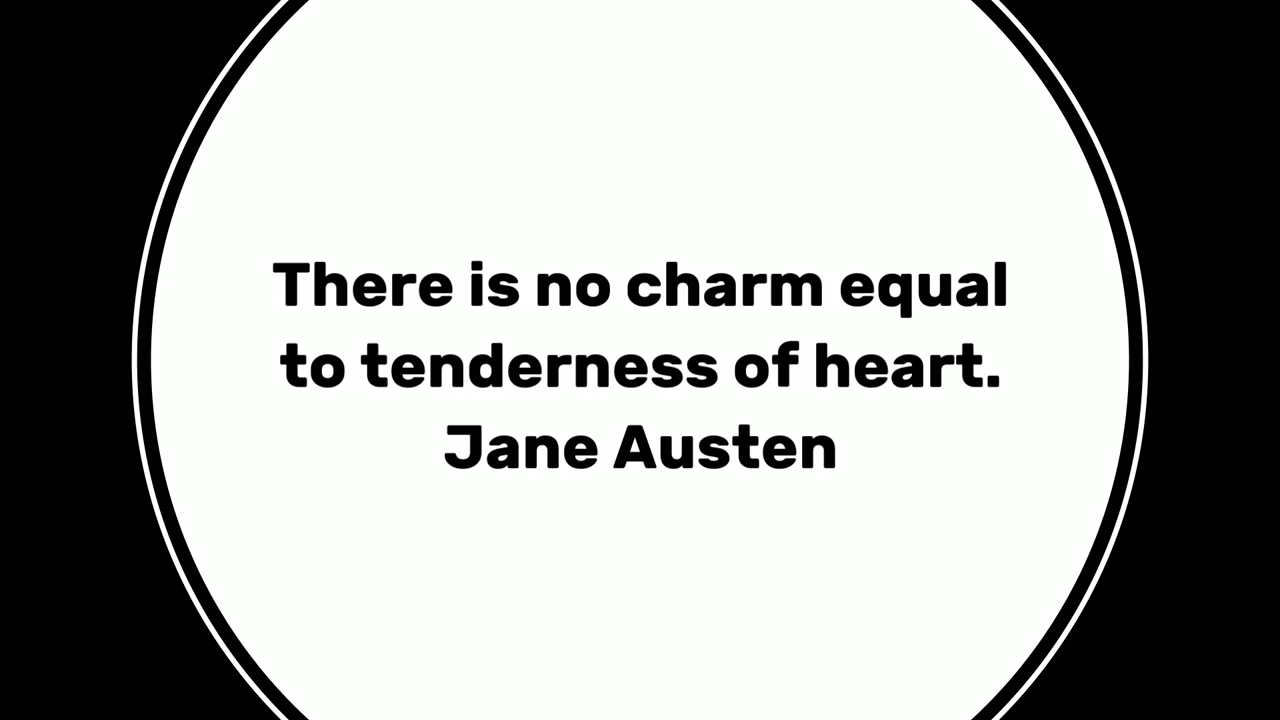 There is no charm equal
to tenderness of heart.
Jane Austen